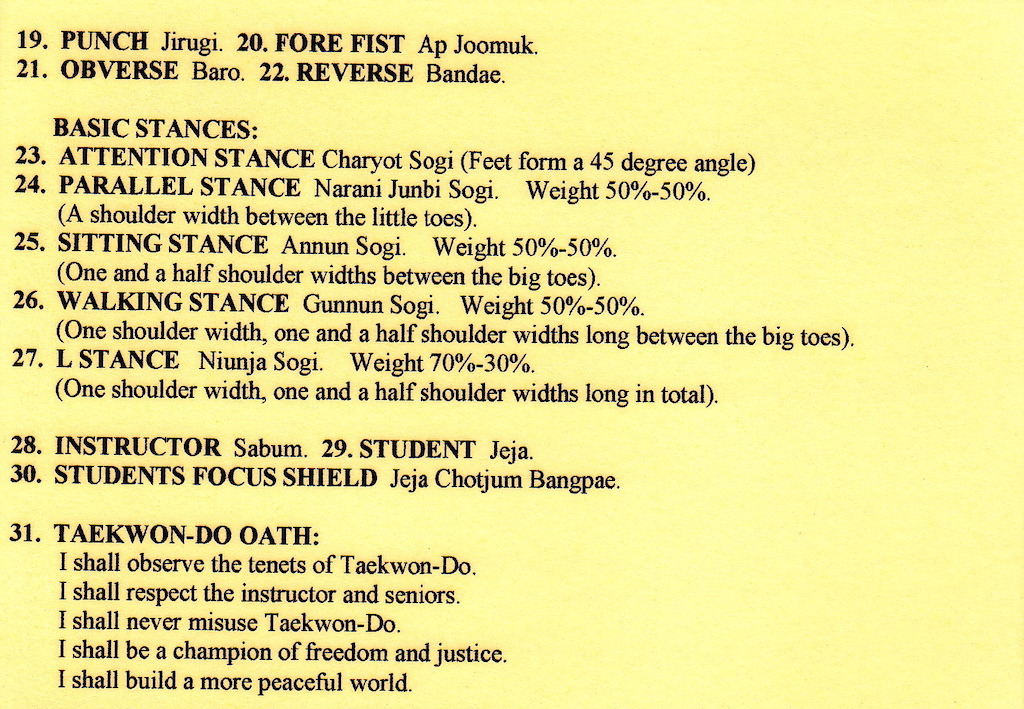 19. PUNCH Jirugi. 20. FORE FIST Ap Joomuk.
21. OBVERSE Baro. 22. REVERSE Bandae.
BASIC STANCES:
23. ATTENTION STANCE Charyot Sogi (Feet form a 45 degree angle)
24. PARALLEL STANCE Narani Junbi Sogi. Weight 50%-50%.
(A shoulder width between the little toes).
25. SITTING STANCE Annun Sogi. Weight 50%-50%.
(One and a half shoulder widths between the big toes).
26. WALKING STANCE Gunnun Sogi. Weight 50%-50%.
(One shoulder width, one and a half shoulder widths long between the big toes).
27. L STANCE Niunja Sogi. Weight 70%-30%.
(One shoulder width, one and a half shoulder widths long in total).
28. INSTRUCTOR Sabum. 29. STUDENT Jeja.
30. STUDENTS FOCUS SHIELD Jeja Chotjum Bangpae.
31. TAEKWON-DO OATH:
I shall observe the tenets of Taekwon-Do.
I shall respect the instructor and seniors.
I shall never misuse Taekwon-Do.
I shall be a champion of freedom and justice.
I shall build a more peaceful world.